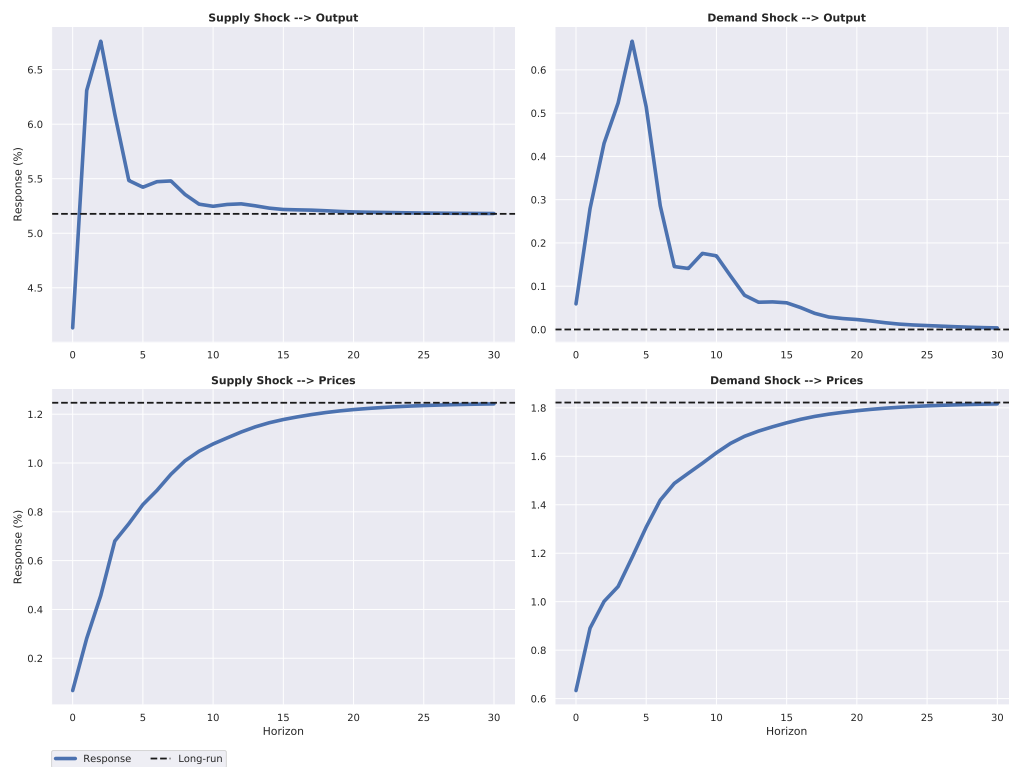 Supply Shock --> Output
Response (%)
6.5
6.0
5.5
5.0
4.5
0 5 10 15 20 25 30
Demand Shock --> Output
0.6
0.5
0.4
0.3
0.2
0.1
0.0
0 5 10 15 20 25 30
Supply Shock --> Prices
Response (%)
1.2
1.0
0.8
0.6
0.4
0.2
0 5 10 15 20 25 30
Horizon
Demand Shock --> Prices
1.8
1.6
1.4
1.2
1.0
0.8
0.6
0 5 10 15 20 25 30
Horizon
Response Long-run